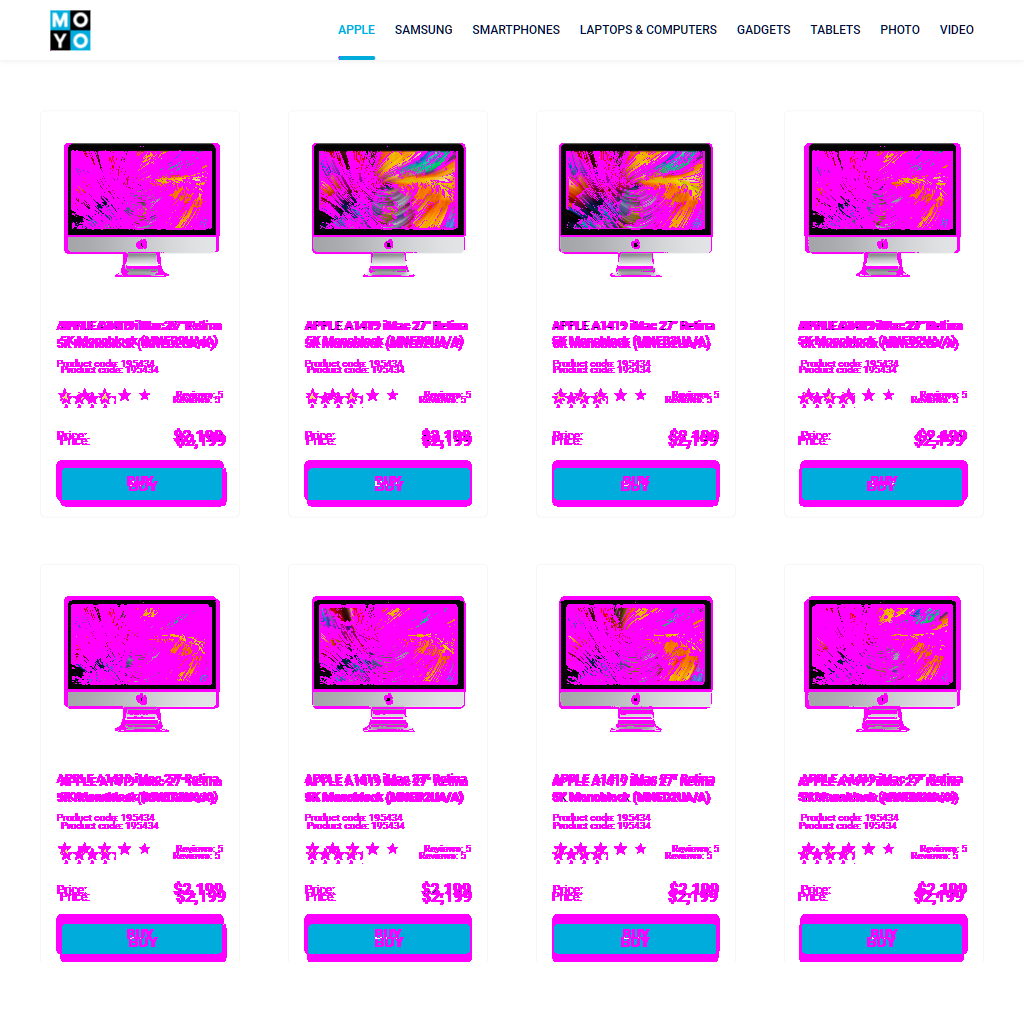 MOYO
APPLE SAMSUNG SMARTPHONES LAPTOPS & COMPUTERS GADGETS TABLETS PHOTO VIDEO
APPLE A1419 iMac 27" Retina APPLE A1419 iMac 27" Retina APPLE A1419 iMac 27" Retina APPLE A1419 iMac 27" Retina
5K Monoblock (MNED2UA/A) 5K Monoblock (MNED2UA/A) 5K Monoblock (MNED2UA/A) 5K Monoblock (MNED2UA/A)
Product code: 195434 Product code: 195434 Product code: 195434 Product code: 195434
Reviews: 5 Reviews: 5 Reviews: 5 Reviews: 5
Price: $2,199 Price: $2,199 Price: $2,199 Price: $2,199
BUY BUY BUY BUY
APPLE A1419 iMac 27" Retina APPLE A1419 iMac 27" Retina APPLE A1419 iMac 27" Retina APPLE A1419 iMac 27" Retina
5K Monoblock (MNED2UA/A) 5K Monoblock (MNED2UA/A) 5K Monoblock (MNED2UA/A) 5K Monoblock (MNED2UA/A)
Product code: 195434 Product code: 195434 Product code: 195434 Product code: 195434
Reviews: 5 Reviews: 5 Reviews: 5 Reviews: 5
Price: $2,199 Price: $2,199 Price: $2,199 Price: $2,199
BUY BUY BUY BUY